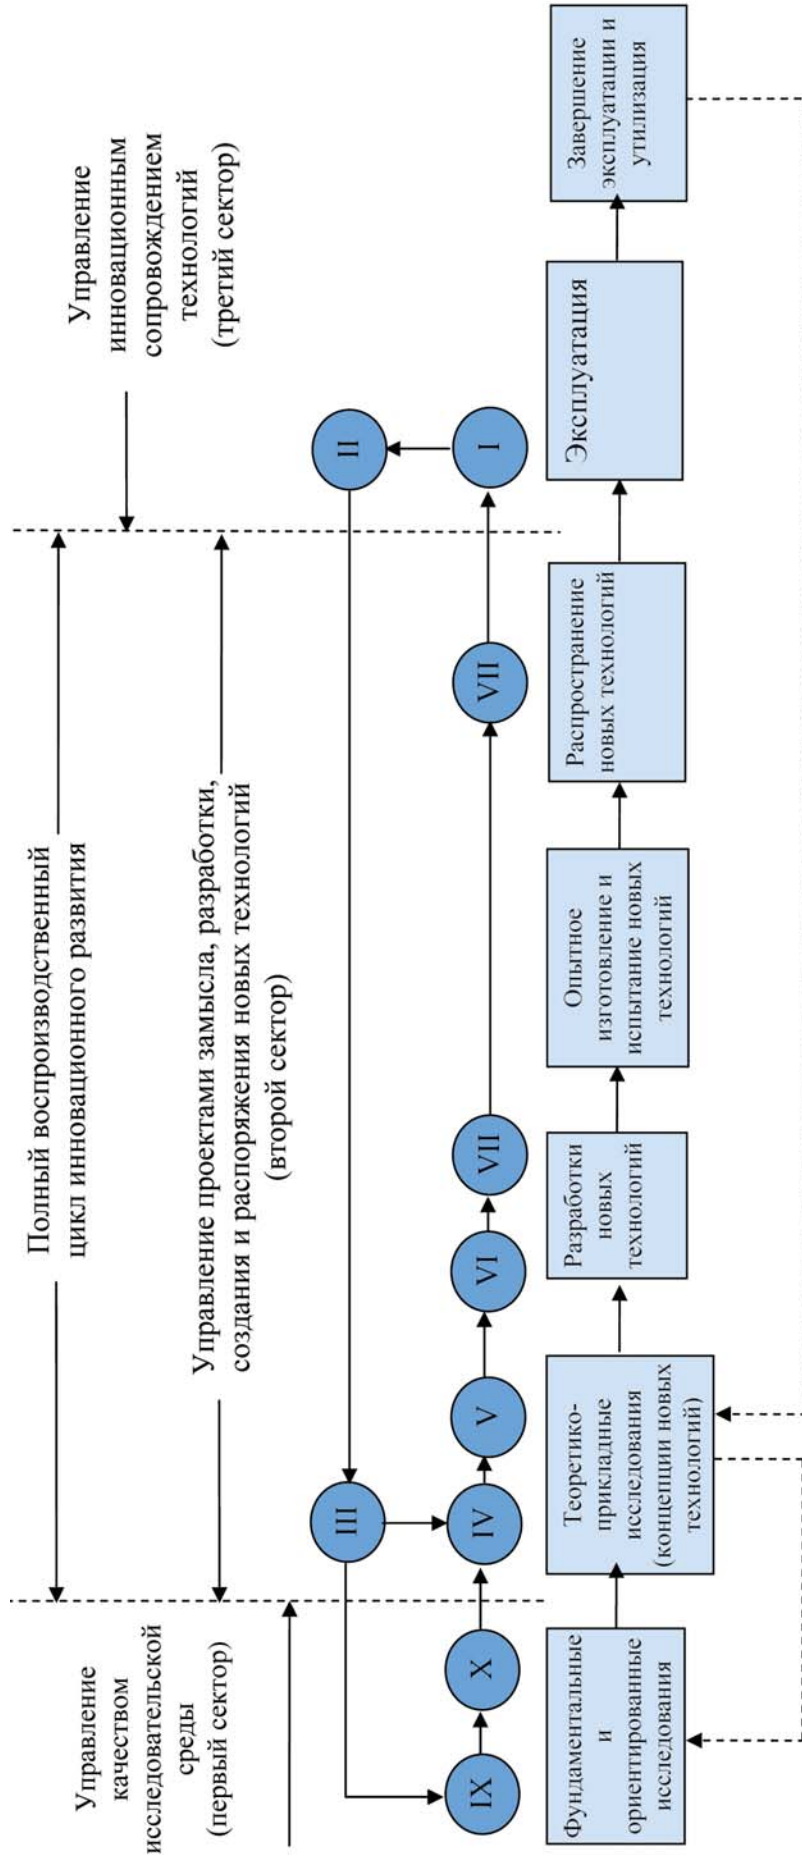 Полный воспроизводственный
цикл инновационного развития
Управление
качеством
исследовательской
среды
(первый сектор)
Управление проектами замысла, разработки,
создания и распоряжения новых технологий
(второй сектор)
Управление
инновационным
сопровождением
технологий
(третий сектор)
III
II
IX
X
IV
V
VI
VII
VII
I
Фундаментальные
и
ориентированные
исследования
Теоретико-
прикладные
исследования
(концепции новых
технологий)
Разработки
новых
технологий
Опытное
изготовление и
испытание новых
технологий
Распространение
новых технологий
Эксплуатация
Завершение
эксплуатации и
утилизация